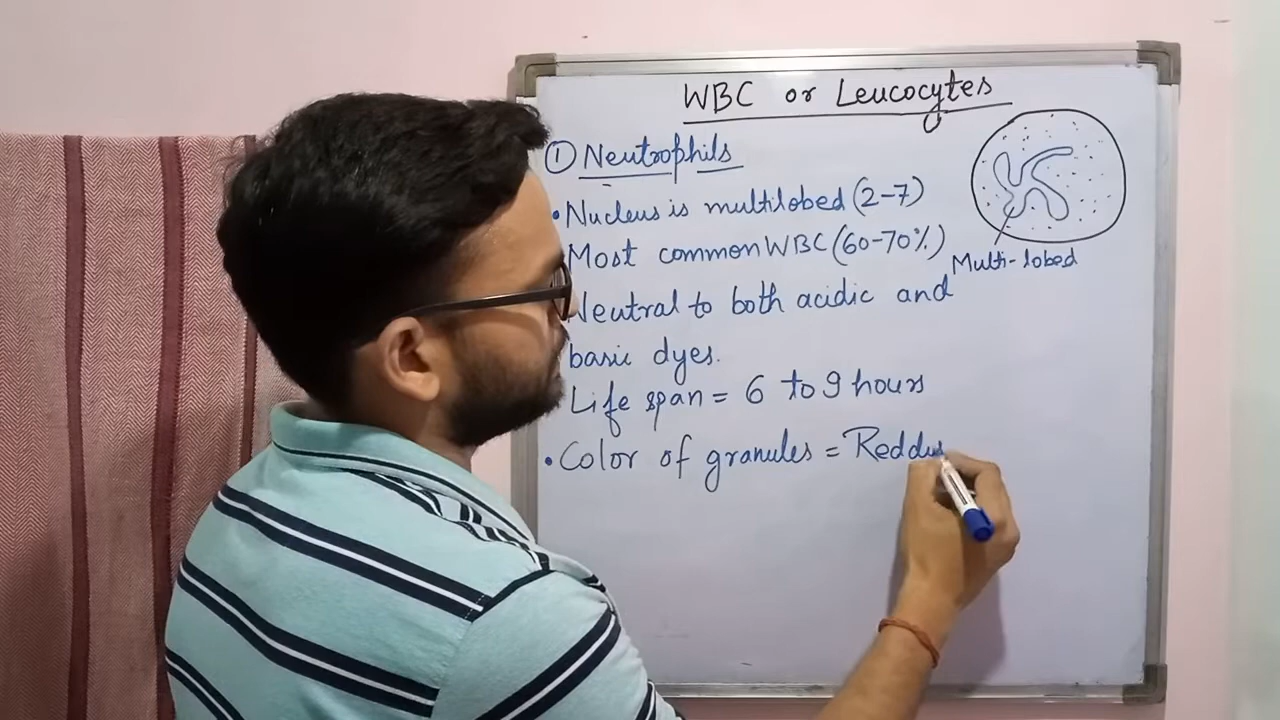 WBC or Leucocytes
① Neutrophils
• Nucleus is multilobed (2-7)
Most common WBC (60-70%)
Multi-lobed
Neutral to both acidic and
basic dyes.
Life span = 6 to 9 hours
• Color of granules =